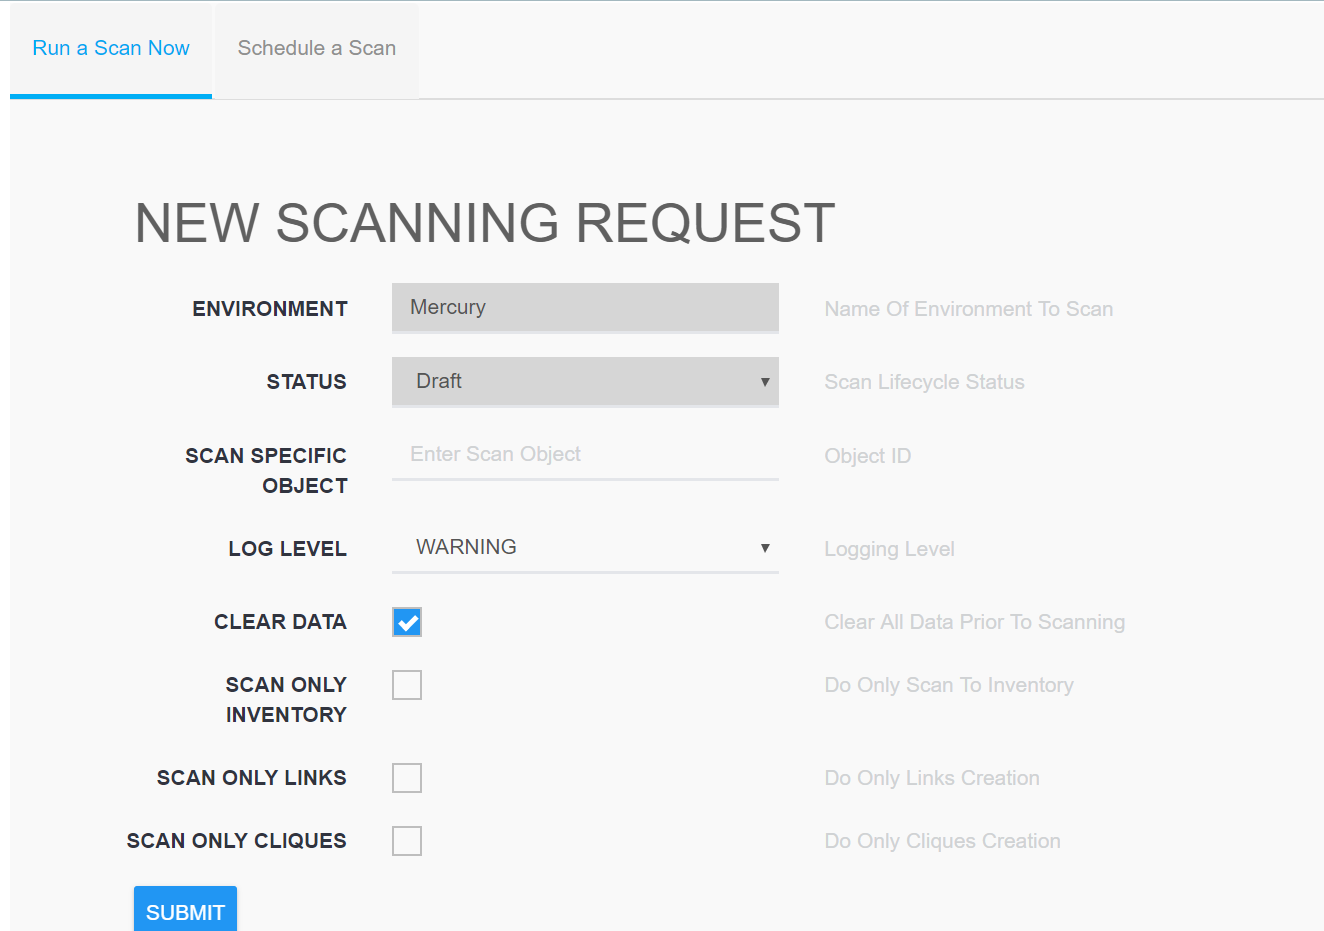 Run a Scan Now
Schedule a Scan
NEW SCANNING REQUEST
ENVIRONMENT
Mercury
Name Of Environment To Scan
STATUS
Draft
Scan Lifecycle Status
SCAN SPECIFIC
OBJECT
Enter Scan Object
Object ID
LOG LEVEL
WARNING
Logging Level
CLEAR DATA
Clear All Data Prior To Scanning
SCAN ONLY
INVENTORY
Do Only Scan To Inventory
SCAN ONLY LINKS
Do Only Links Creation
SCAN ONLY CLIQUES
Do Only Cliques Creation
SUBMIT